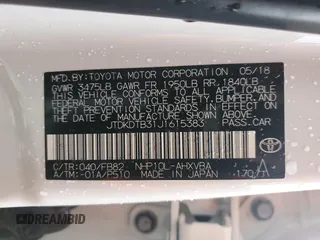 MFD. BY: TOYOTA MOTOR CORPORATION 05/18
GVWR 3475LB GAWR FR 1950LB RR 1840LB
THIS VEHICLE CONFORMS TO ALL APPLICABLE
FEDERAL MOTOR VEHICLE SAFETY, BUMPER, AND
THEFT PREVENTION STANDARDS IN EFFECT ON
THE DATE OF MANUFACTURE SHOWN ABOVE.
JTDKDTB31J1615383 PASS.CAR
C/TR: 040/FB82 NHP10L-AHXVBA
A/TM: -01A/P510 MADE IN JAPAN
TOYOTA
DREAMBID